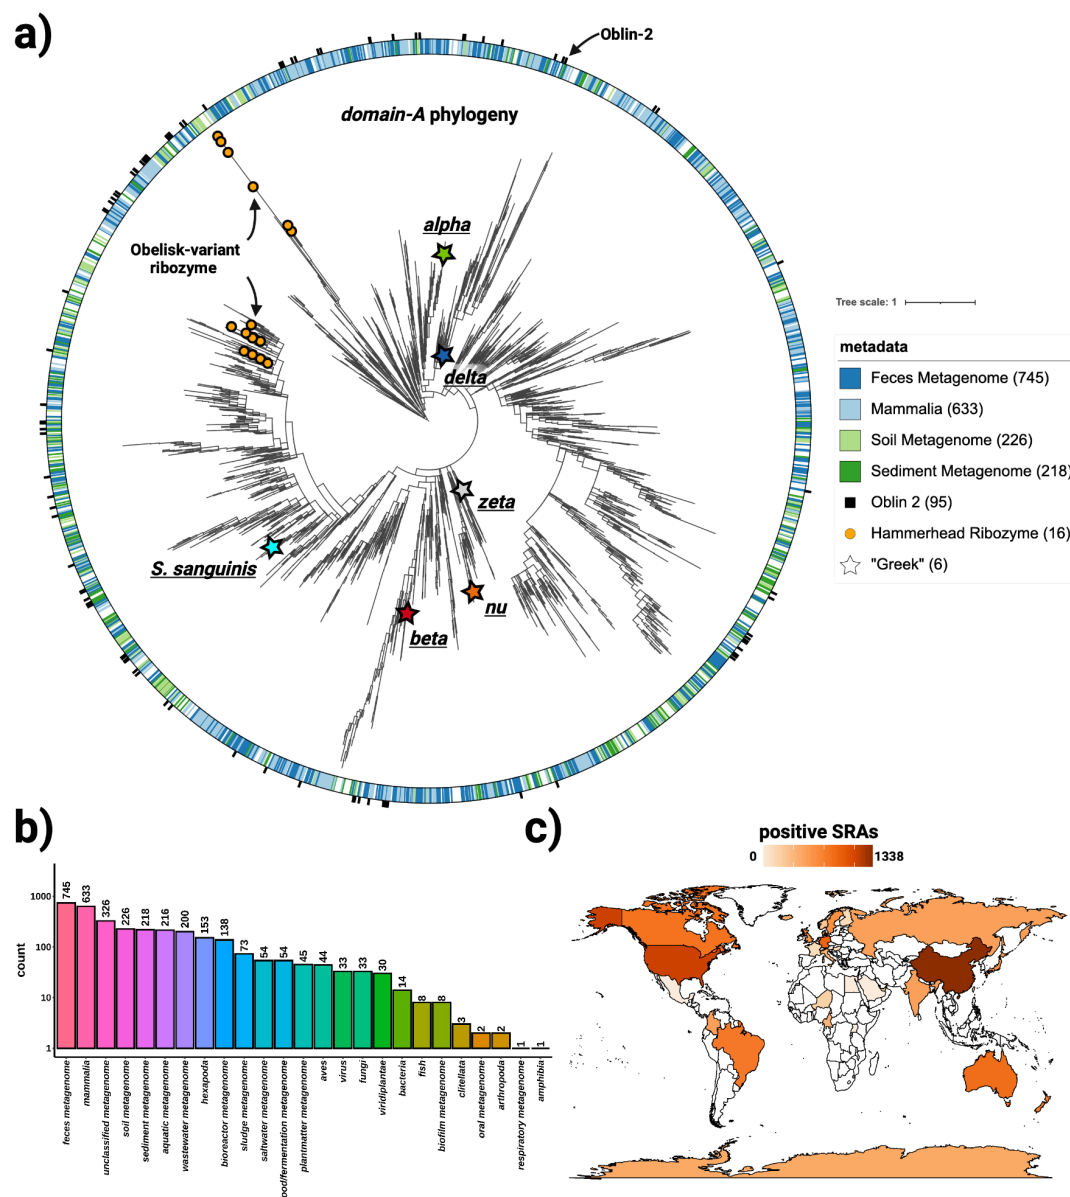 a)
Oblin-2
domain-A phylogeny
alpha
Obelisk-variant
ribozyme
delta
zeta
S. sanguinis
nu
beta
Tree scale: 1
metadata
Feces Metagenome (745)
Mammalia (633)
Soil Metagenome (226)
Sediment Metagenome (218)
Oblin 2 (95)
Hammerhead Ribozyme (16)
"Greek" (6)
b)
count
1000
100
10
1
745
633
326
226
218
216
200
153
138
73
54
54
45
44
33
33
30
14
8
8
3
2
2
1
1
feces metagenome
mammalia
unclassified metagenome
soil metagenome
sediment metagenome
aquatic metagenome
wastewater metagenome
hexapoda
bioreactor metagenome
sludge metagenome
saltwater metagenome
ood/fermentation metagenome
plantmatter metagenome
aves
virus
fungi
viridiplantae
bacteria
fish
biofilm metagenome
clitellata
oral metagenome
arthropoda
respiratory metagenome
amphibia
c)
positive SRAs
0
1338